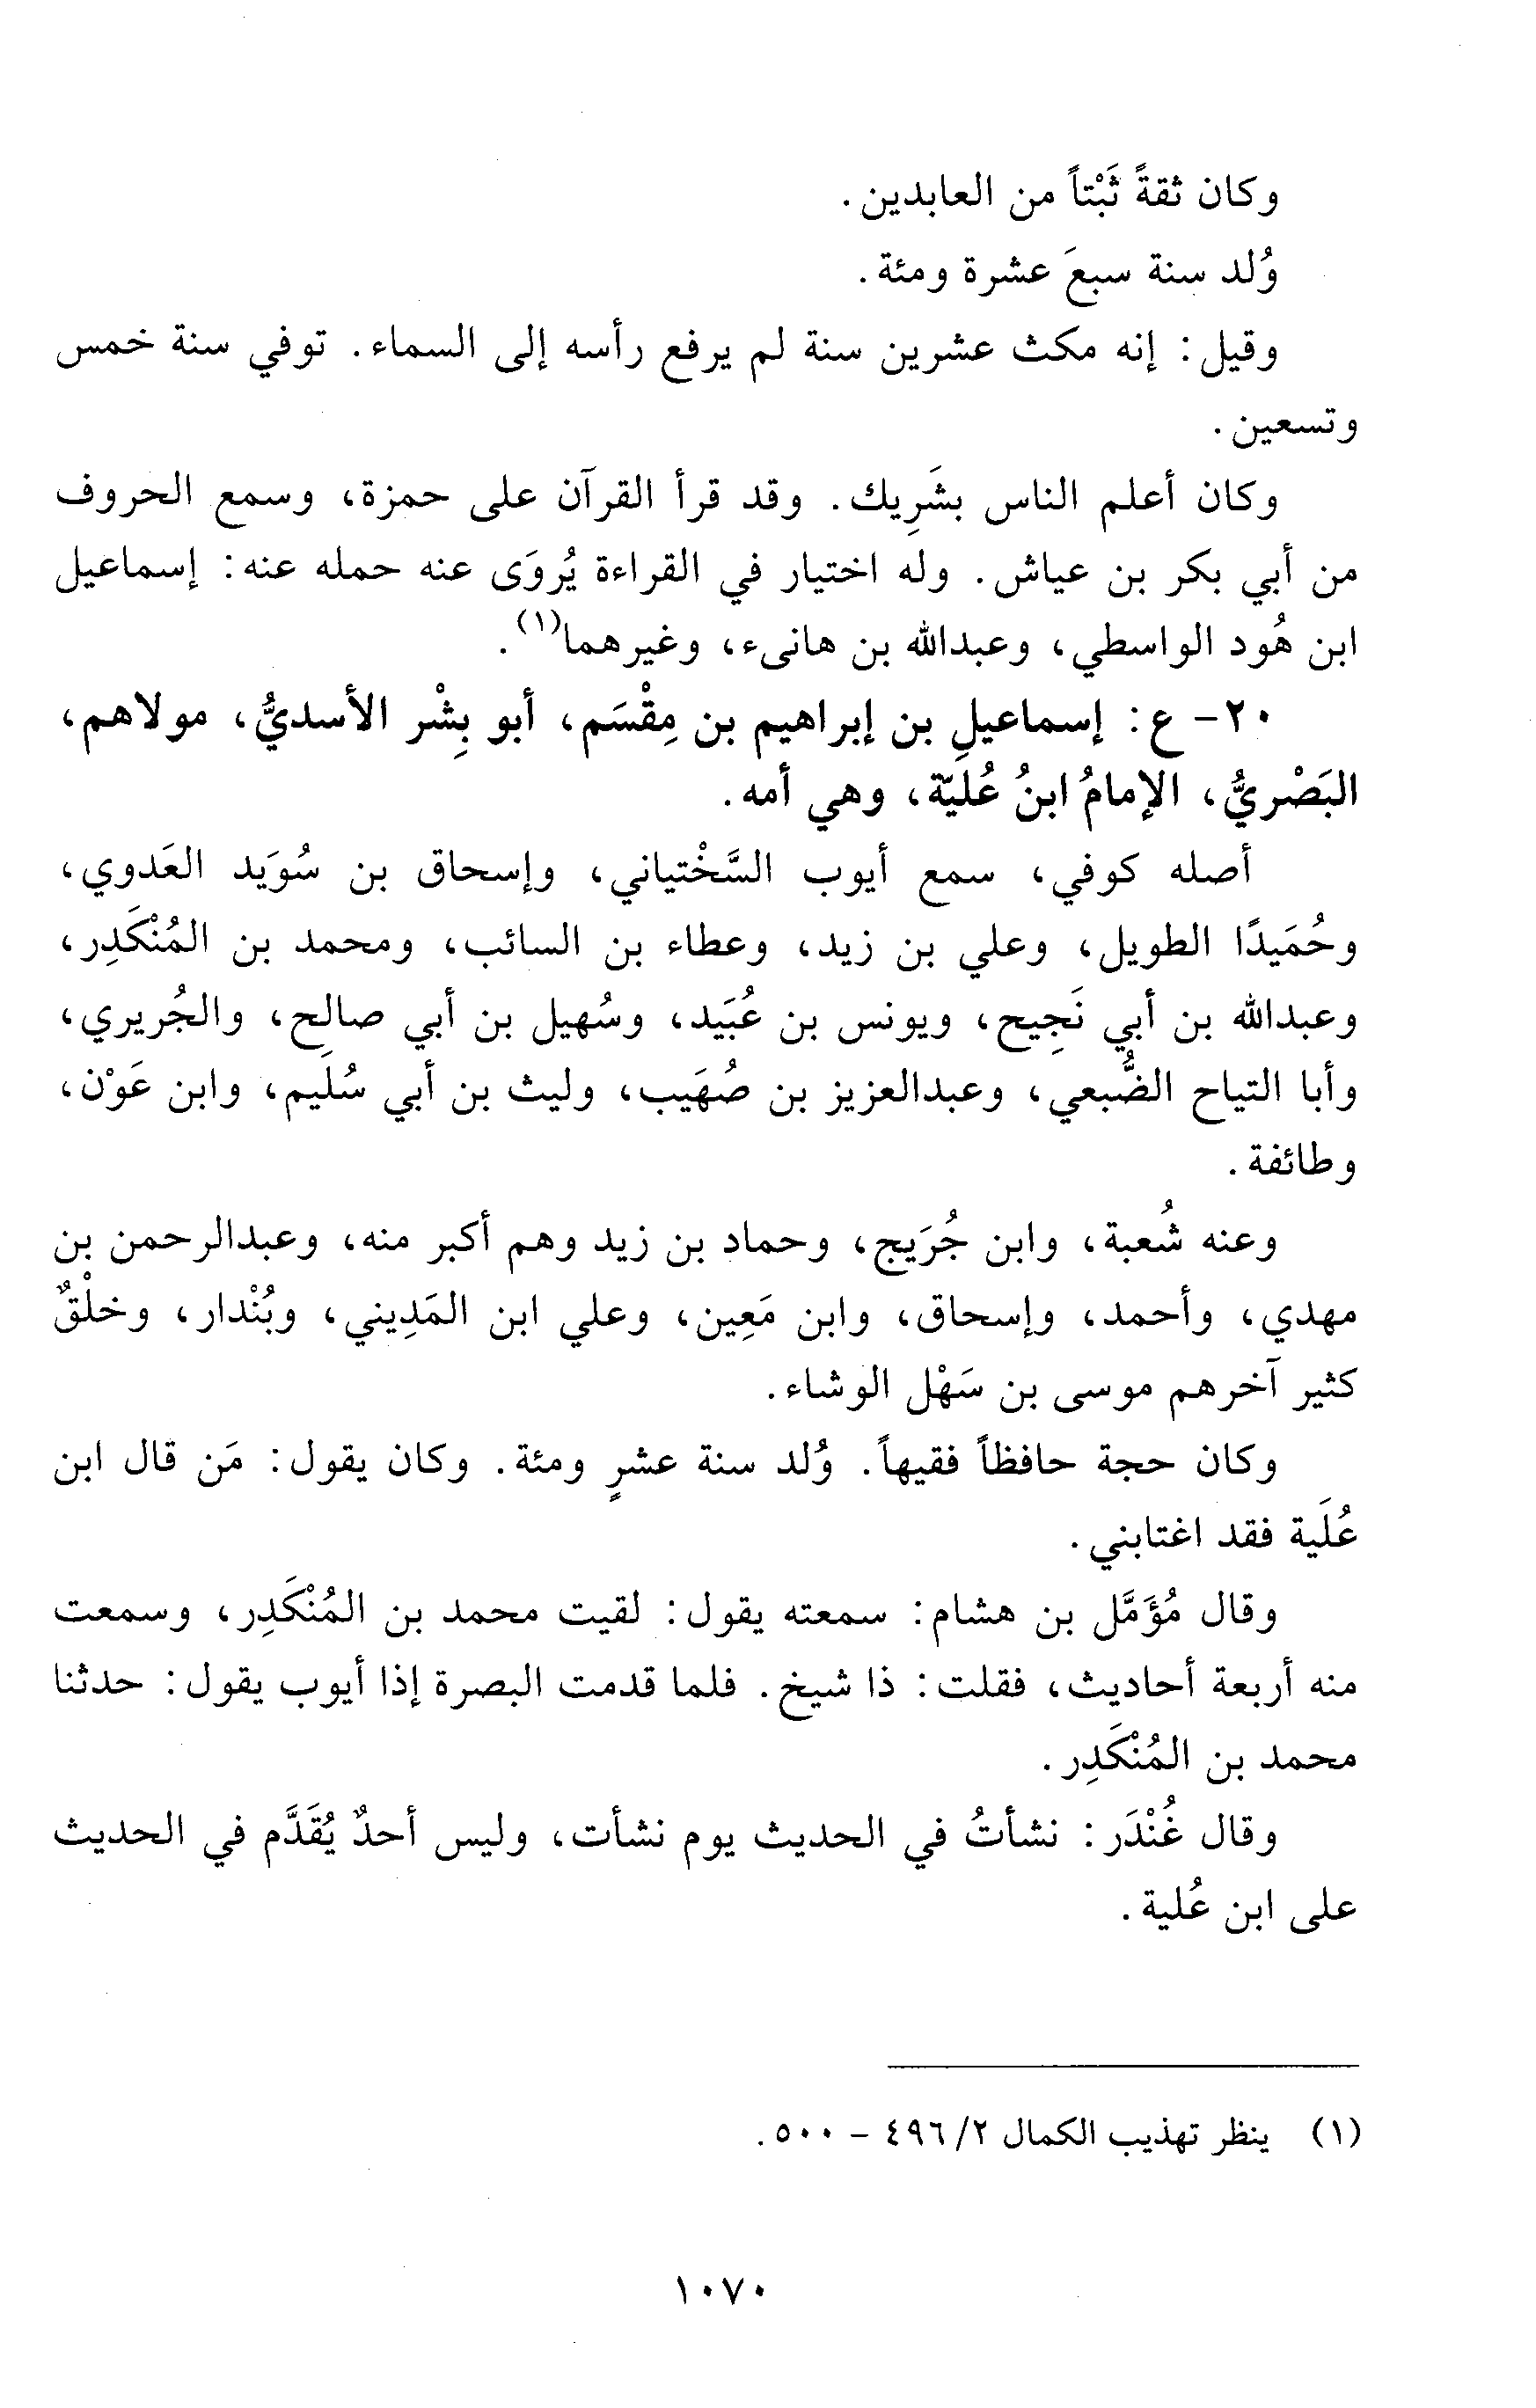 وكان ثقةً ثَبْتاً من العابدين.
وُلد سنة سبعَ عشرة ومئة.
وقيل: إنه مكث عشرين سنة لم يرفع رأسه إلى السماء. توفي سنة خمس
وتسعين.
وكان أعلم الناس بشَرِيك. وقد قرأ القرآن على حمزة، وسمع الحروف
من أبي بكر بن عياش. وله اختيار في القراءة يُروَى عنه حمله عنه: إسماعيل
ابن هُود الواسطي، وعبدالله بن هانىء، وغيرهما(١).
٢٠- ع: إسماعيلِ بن إبراهيم بن مِقْسَم، أبو بِشْر الأسديُّ، مولاهم،
البَصْريُّ، الإمامُ ابنُ عُليّة، وهي أمه.
أصله كوفي، سمع أيوب السَّخْتياني، وإسحاق بن سُوَيد العَدوي،
وحُمَيدًا الطويل، وعلي بن زيد، وعطاء بن السائب، ومحمد بن المُنْكَدِر،
وعبدالله بن أبي نَجِيح، ويونس بن عُبَيد، وسُهيل بن أبي صالح، والجُريري،
وأبا التياح الضُّبعي، وعبدالعزيز بن صُهَيب، وليث بن أبي سُلَيم، وابن عَوْن،
وطائفة.
وعنه شُعبة، وابن جُرَيج، وحماد بن زيد وهم أكبر منه، وعبدالرحمن بن
مهدي، وأحمد، وإسحاق، وابن مَعِين، وعلي ابن المَدِيني، وبُنْدار، وخلْقٌ
كثير آخرهم موسى بن سَهْل الوشاء.
وكان حجة حافظاً فقيهاً. وُلد سنة عشرٍ ومئة. وكان يقول: مَن قال ابن
عُلَية فقد اغتابني.
وقال مُؤَمَّل بن هشام: سمعته يقول: لقيت محمد بن المُنْكَدِر، وسمعت
منه أربعة أحاديث، فقلت: ذا شيخ. فلما قدمت البصرة إذا أيوب يقول: حدثنا
محمد بن المُنْكَدِر.
وقال غُنْدَر: نشأتُ في الحديث يوم نشأت، وليس أحدٌ يُقَدَّم في الحديث
على ابن عُلية.
(١) ينظر تهذيب الكمال ٢/ ٤٩٦ - ٥٠٠.
١٠٧٠